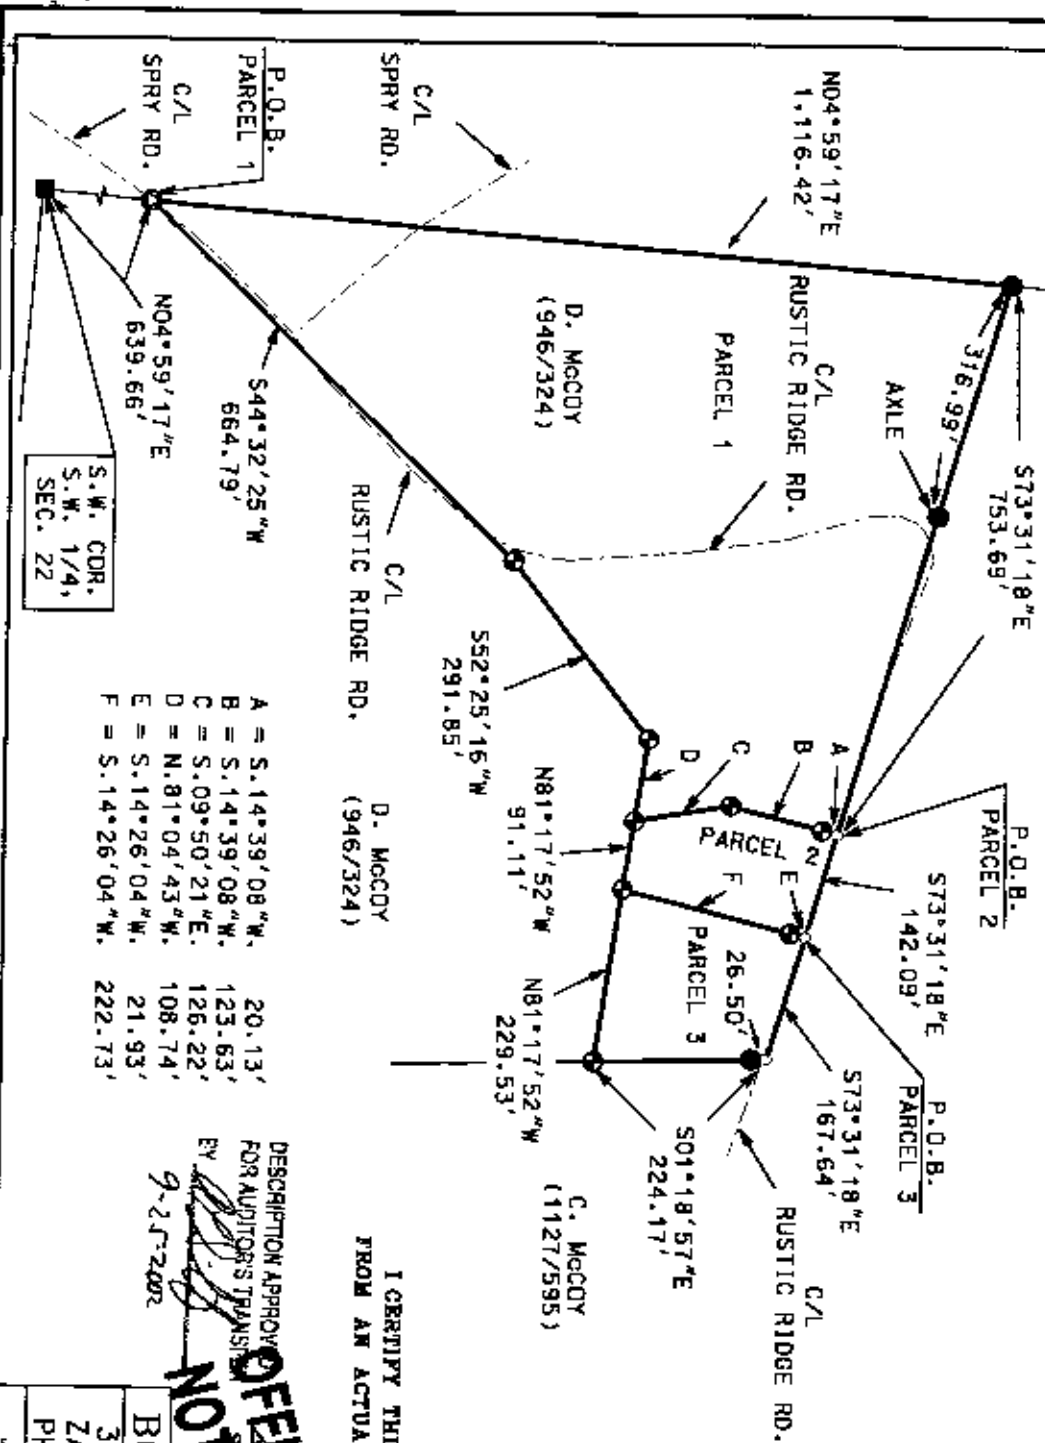 N04°59'17"E
1,116.42'
C/L
SPRY RD.
P.O.B.
PARCEL 1
C/L
SPRY RD.
N04°59'17"E
639.66'
S.W. COR.
S.W. 1/4,
SEC. 22
S44°32'25"W
664.79'
D. McCOY
(946/324)
PARCEL 1
C/L
RUSTIC RIDGE RD.
AXLE
316.99'
S73°31'18"E
753.69'
C/L
RUSTIC RIDGE RD.
S52°25'16"W
291.85'
P.O.B.
PARCEL 2
S73°31'18"E
142.09'
A
B
C
D
PARCEL 2
E
F
N81°17'52"W
91.11'
D. McCOY
(946/324)
P.O.B.
PARCEL 3
S73°31'18"E
167.64'
PARCEL 3
26.50'
N81°17'52"W
229.53'
S01°18'57"E
224.17'
C. McCOY
(1127/595)
C/L
RUSTIC RIDGE RD.
A = S.14°39'08"W. 20.13'
B = S.14°39'08"W. 123.63'
C = S.09°50'21"E. 126.22'
D = N.81°04'43"W. 108.74'
E = S.14°26'04"W. 21.93'
F = S.14°26'04"W. 222.73'
I CERTIFY THI
FROM AN ACTUA
DESCRIPTION APPROV
FOR AUDITOR'S TRANSF
BY
9-25-2002
OFF
NOT
B
3
ZA
PH